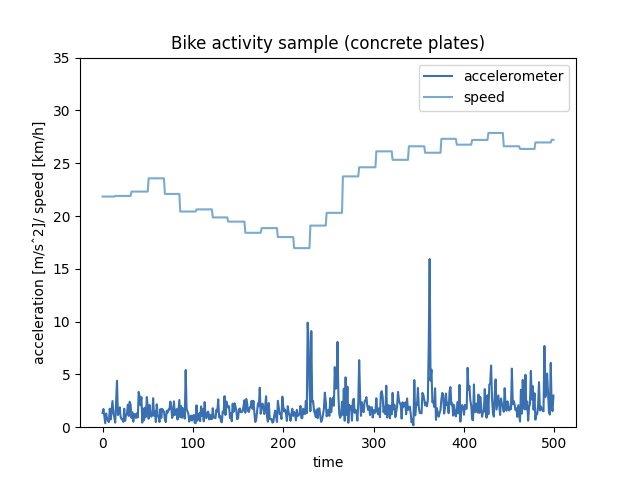 Bike activity sample (concrete plates)
accelerometer
speed
acceleration [m/sˆ2]/ speed [km/h]
35
30
25
20
15
10
5
0
0 100 200 300 400 500
time